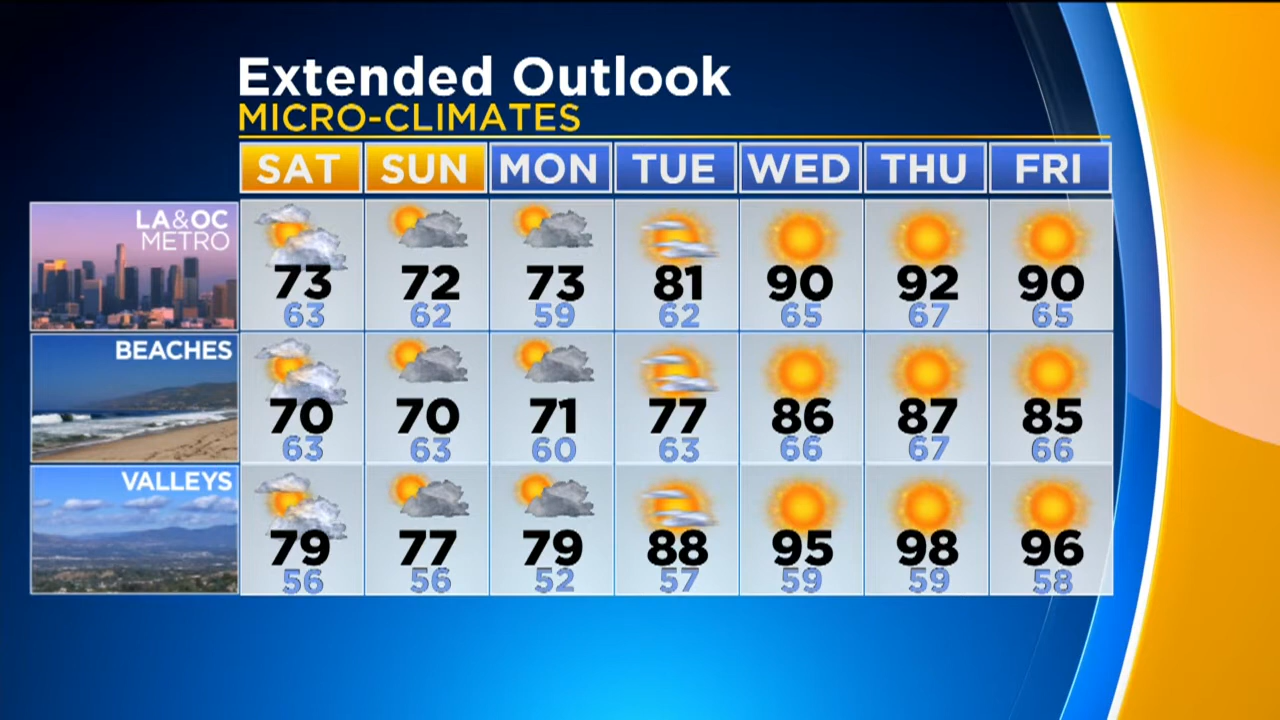 Extended Outlook
MICRO-CLIMATES
SAT SUN MON TUE WED THU FRI
LA&OC
METRO
73 72 73 81 90 92 90
63 62 59 62 65 67 65
BEACHES
70 70 71 77 86 87 85
63 63 60 63 66 67 66
VALLEYS
79 77 79 88 95 98 96
56 56 52 57 59 59 58